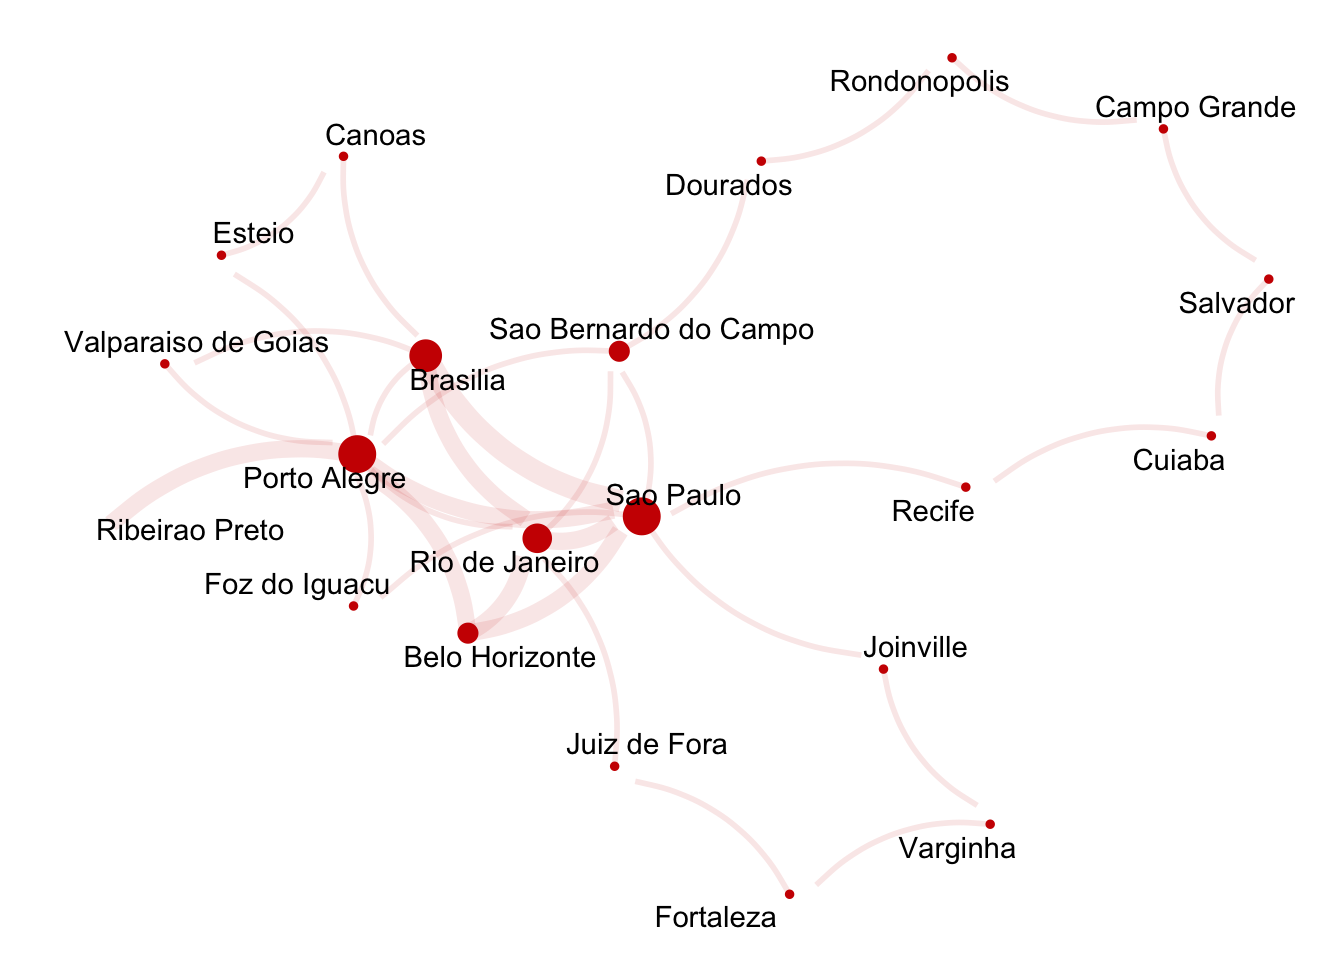 Rondonopolis
Campo Grande
Canoas
Dourados
Esteio
Salvador
Sao Bernardo do Campo
Valparaiso de Goias
Brasilia
Cuiaba
Porto Alegre
Sao Paulo
Recife
Ribeirao Preto
Rio de Janeiro
Foz do Iguacu
Joinville
Belo Horizonte
Juiz de Fora
Varginha
Fortaleza